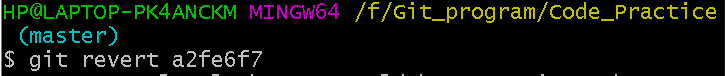 HP@LAPTOP-PK4ANCKM MINGW64 /f/Git_program/Code_Practice
(master)
$ git revert a2fe6f7